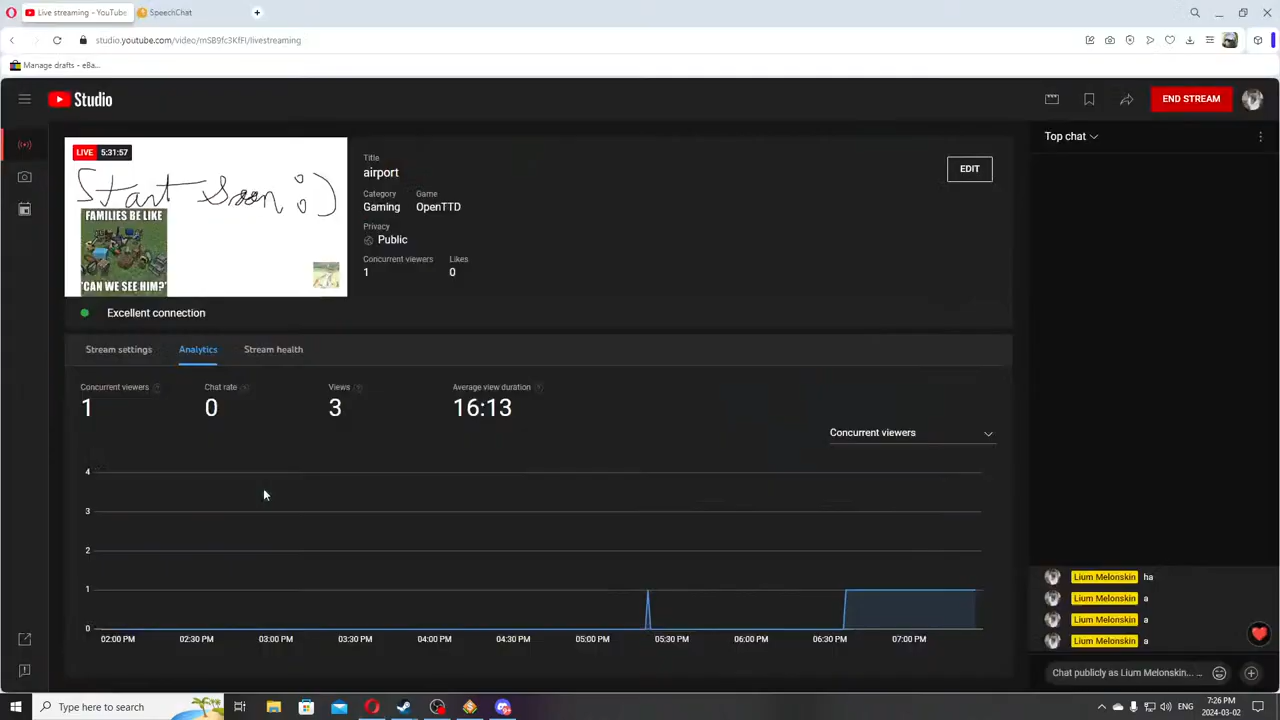 Live streaming - YouTube
SpeechChat
studio.youtube.com/video/mSB9fc3KfFI/livestreaming
Manage drafts - eBa...
Studio
END STREAM
LIVE 5:31:57
Start Soon :)
FAMILIES BE LIKE
"CAN WE SEE HIM?"
Title
airport
EDIT
Category Game
Gaming OpenTTD
Privacy
Public
Concurrent viewers Likes
1 0
Excellent connection
Stream settings Analytics Stream health
Concurrent viewers Chat rate Views Average view duration
1 0 3 16:13
Concurrent viewers
4
3
2
1
0
02:00 PM 02:30 PM 03:00 PM 03:30 PM 04:00 PM 04:30 PM 05:00 PM 05:30 PM 06:00 PM 06:30 PM 07:00 PM
Top chat
Lium Melonskin ha
Lium Melonskin a
Lium Melonskin a
Lium Melonskin a
Chat publicly as Lium Melonskin...
Type here to search
ENG
7:26 PM
2024-03-02